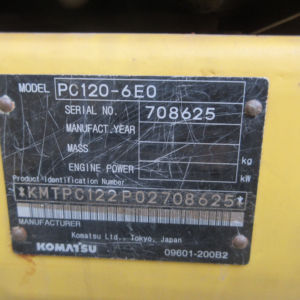 MODEL PC120-6E0
SERIAL NO. 708625
MANUFACT. YEAR
MASS kg
ENGINE POWER kW
Product Identification Number
*KMTPC122P02708625*
MANUFACTURER
Komatsu Ltd., Tokyo, Japan
KOMATSU 09601-200B2